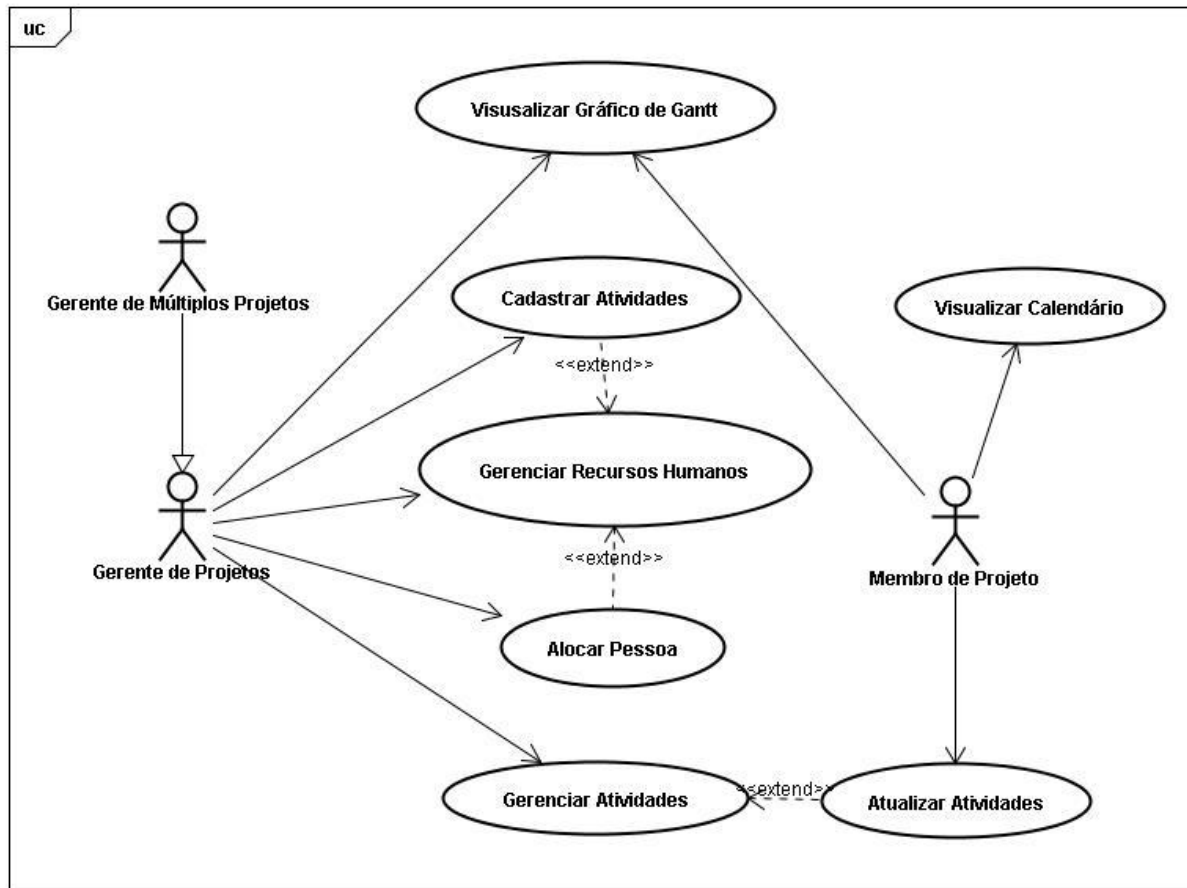 uc
Visusalizar Gráfico de Gantt
Gerente de Múltiplos Projetos
Cadastrar Atividades
Visualizar Calendário
<<extend>>
Gerenciar Recursos Humanos
<<extend>>
Gerente de Projetos
Membro de Projeto
Alocar Pessoa
Gerenciar Atividades
<<extend>>
Atualizar Atividades